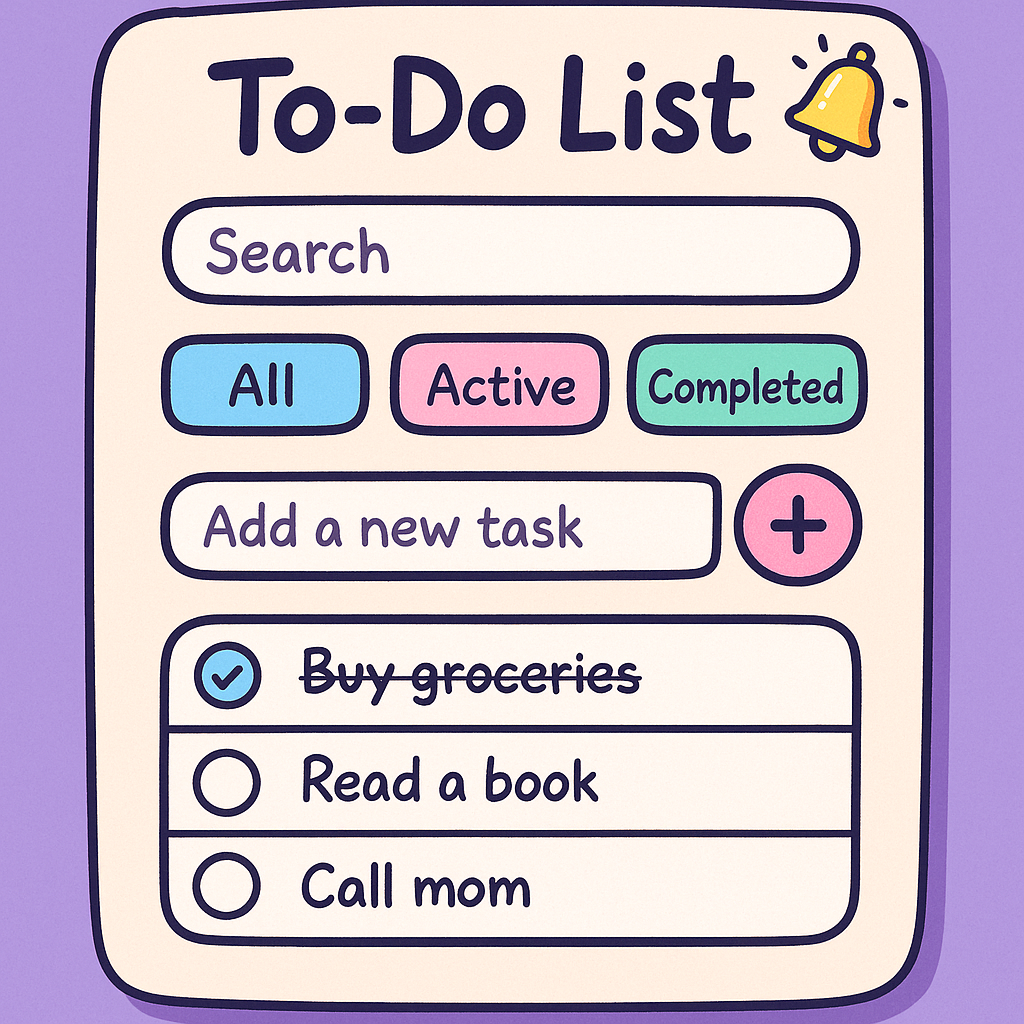 To-Do List
Search
All Active Completed
Add a new task
Buy groceries
Read a book
Call mom